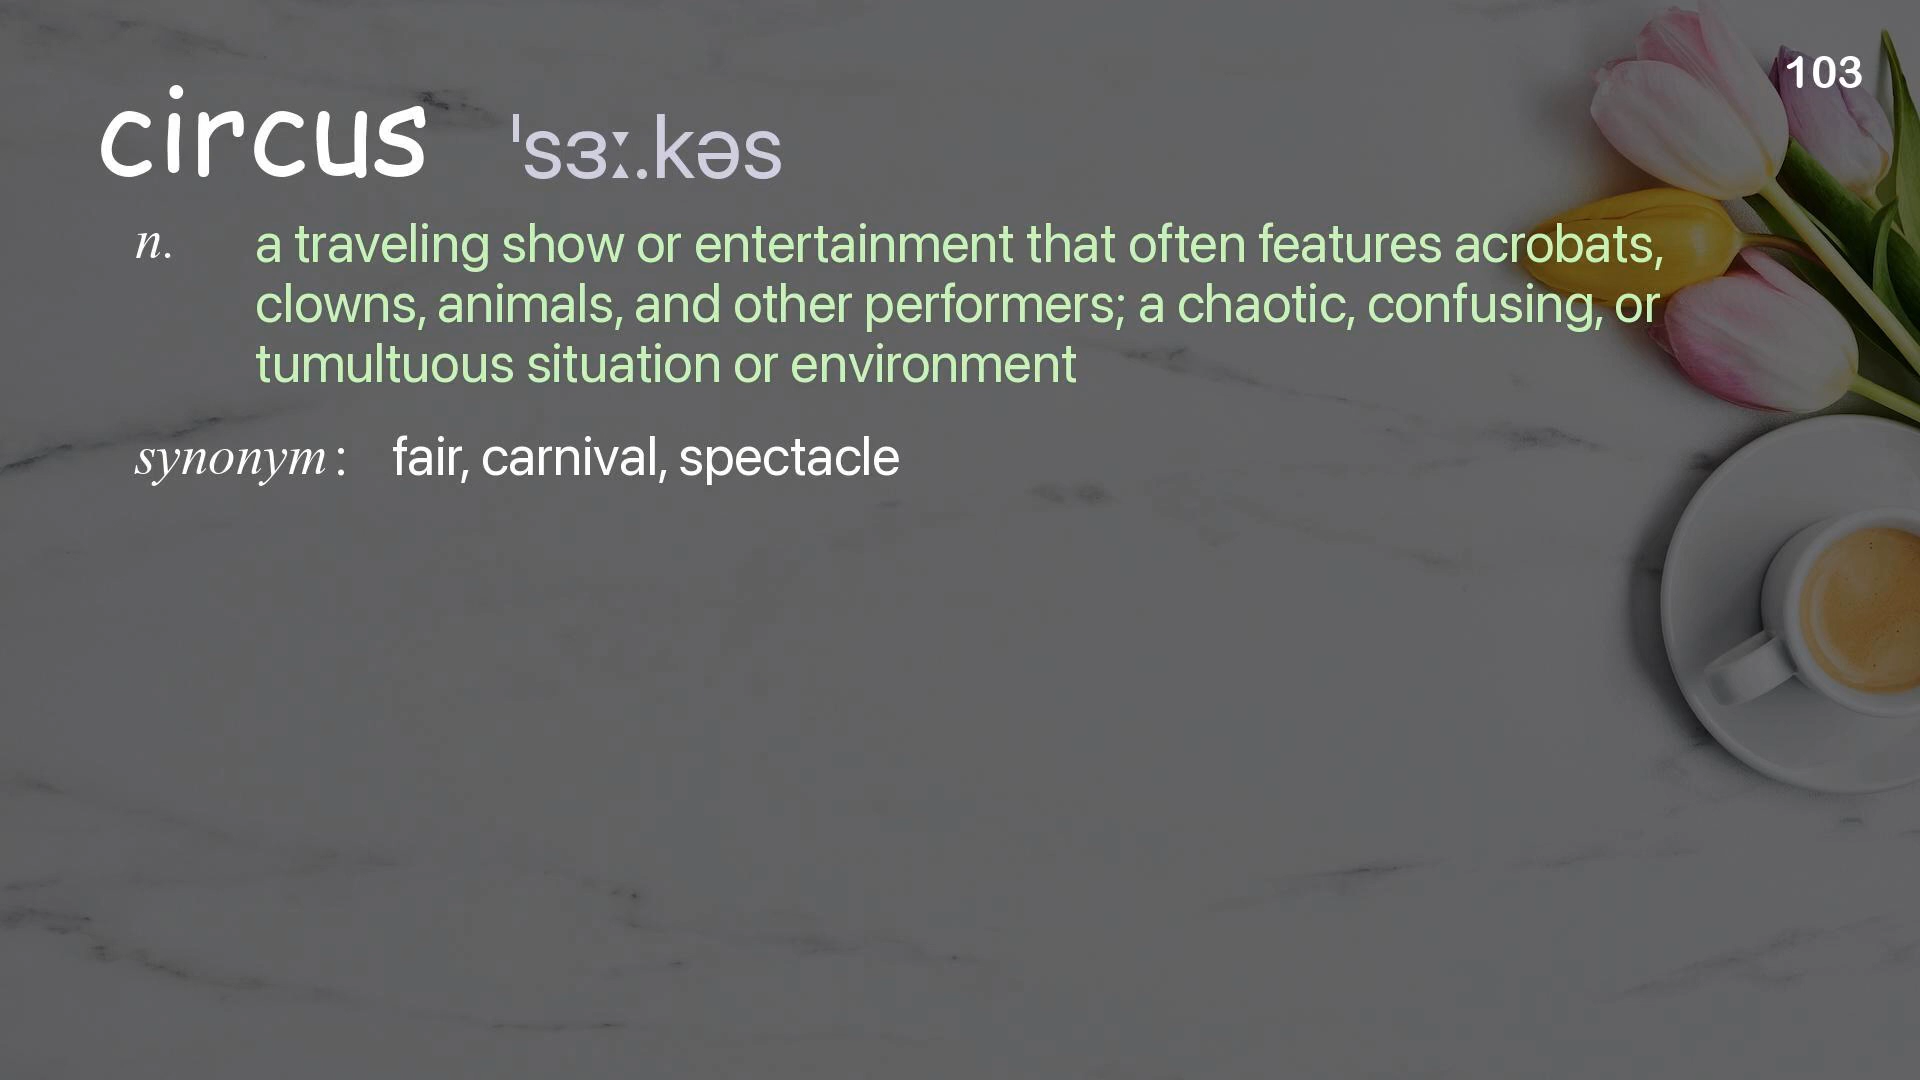 103
circus ˈsɜː.kəs
n. a traveling show or entertainment that often features acrobats,
clowns, animals, and other performers; a chaotic, confusing, or
tumultuous situation or environment
synonym : fair, carnival, spectacle